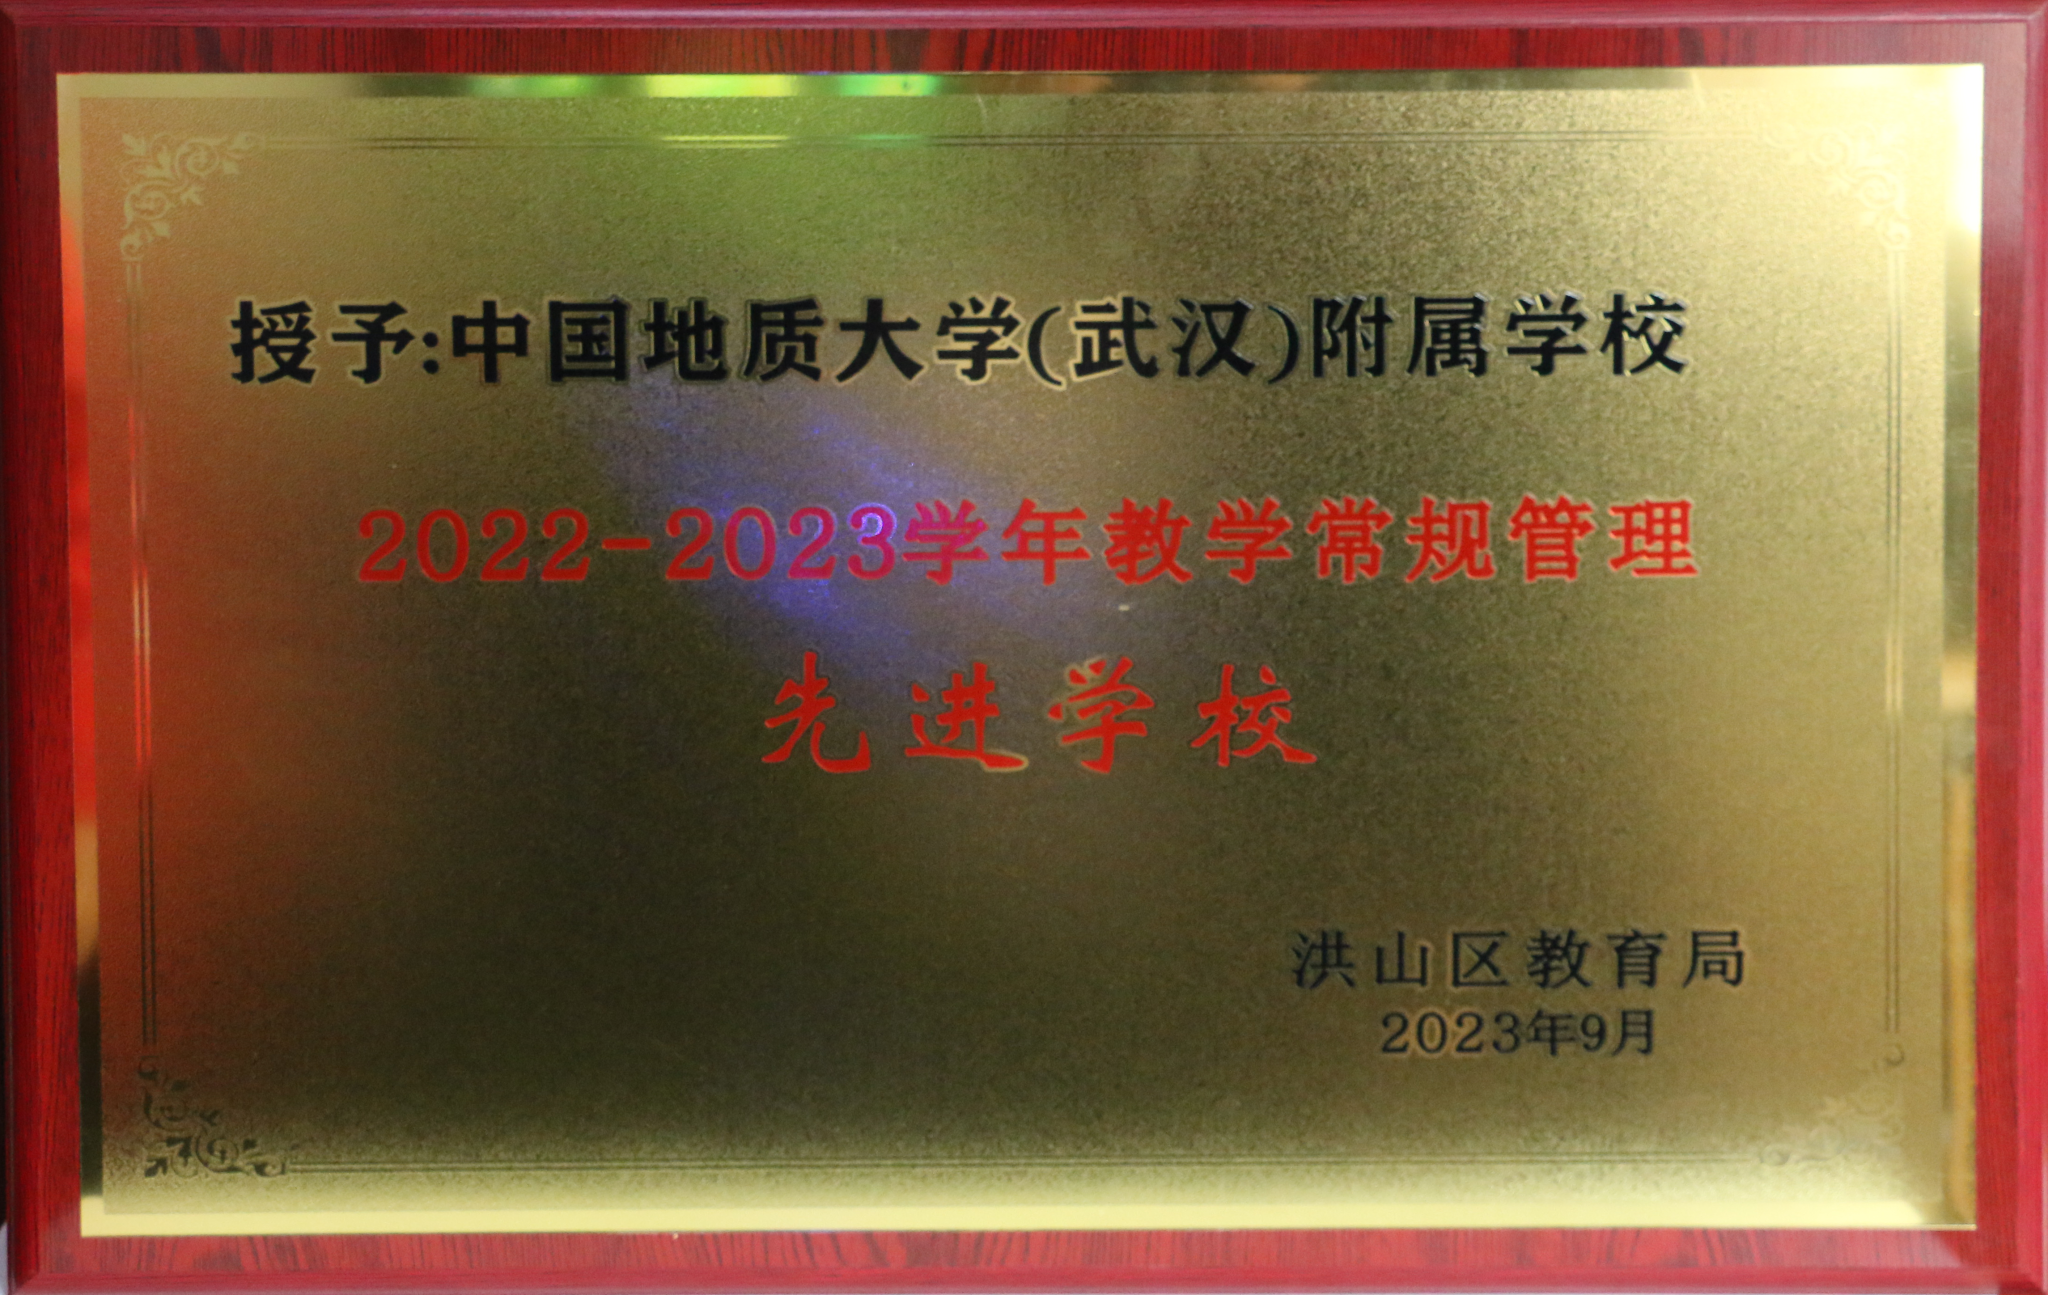 授予:中国地质大学(武汉)附属学校
2022-2023学年教学常规管理
先进学校
洪山区教育局
2023年9月